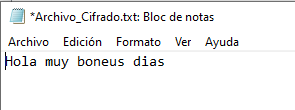 *Archivo_Cifrado.txt: Bloc de notas
Archivo Edición Formato Ver Ayuda
Hola muy boneus dias